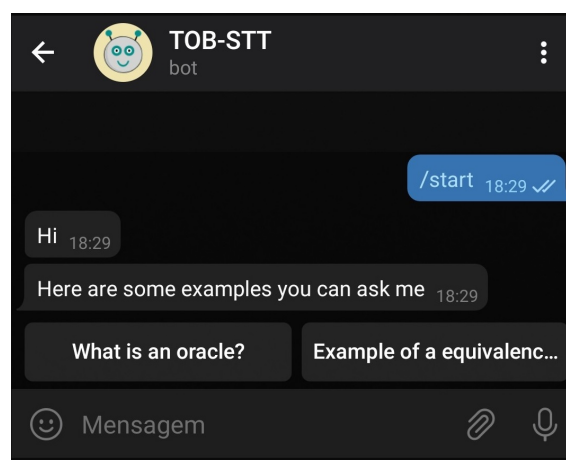 TOB-STT
bot
/start 18:29
Hi 18:29
Here are some examples you can ask me 18:29
What is an oracle? Example of a equivalenc...
Mensagem